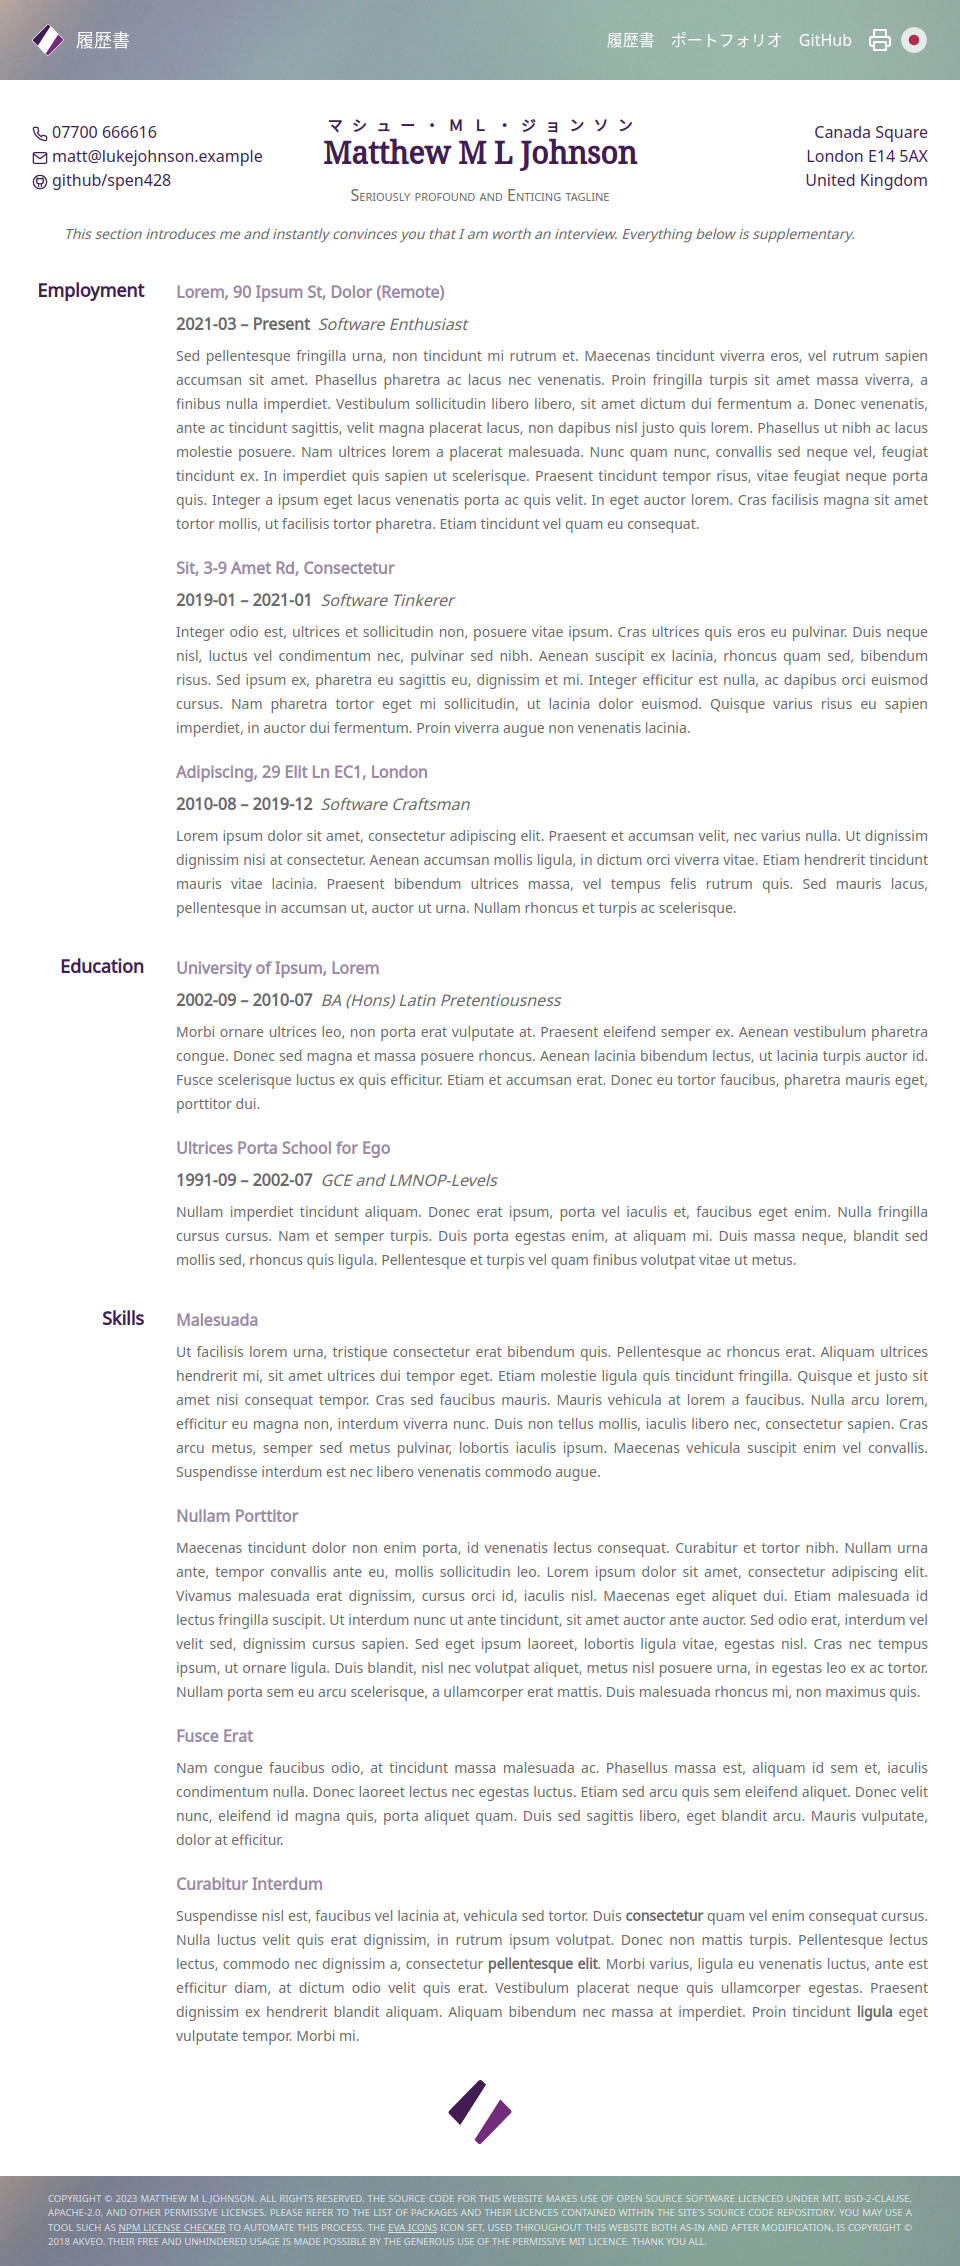 履歴書
履歴書 ポートフォリオ GitHub
07700 666616
matt@lukejohnson.example
github/spen428
マシュー・ＭＬ・ジョンソン
Matthew M L Johnson
Seriously profound and Enticing tagline
Canada Square
London E14 5AX
United Kingdom
This section introduces me and instantly convinces you that I am worth an interview. Everything below is supplementary.
Employment
Lorem, 90 Ipsum St, Dolor (Remote)
2021-03 – Present Software Enthusiast
Sed pellentesque fringilla urna, non tincidunt mi rutrum et. Maecenas tincidunt viverra eros, vel rutrum sapien
accumsan sit amet. Phasellus pharetra ac lacus nec venenatis. Proin fringilla turpis sit amet massa viverra, a
finibus nulla imperdiet. Vestibulum sollicitudin libero libero, sit amet dictum dui fermentum a. Donec venenatis,
ante ac tincidunt sagittis, velit magna placerat lacus, non dapibus nisl justo quis lorem. Phasellus ut nibh ac lacus
molestie posuere. Nam ultrices lorem a placerat malesuada. Nunc quam nunc, convallis sed neque vel, feugiat
tincidunt ex. In imperdiet quis sapien ut scelerisque. Praesent tincidunt tempor risus, vitae feugiat neque porta
quis. Integer a ipsum eget lacus venenatis porta ac quis velit. In eget auctor lorem. Cras facilisis magna sit amet
tortor mollis, ut facilisis tortor pharetra. Etiam tincidunt vel quam eu consequat.
Sit, 3-9 Amet Rd, Consectetur
2019-01 – 2021-01 Software Tinkerer
Integer odio est, ultrices et sollicitudin non, posuere vitae ipsum. Cras ultrices quis eros eu pulvinar. Duis neque
nisl, luctus vel condimentum nec, pulvinar sed nibh. Aenean suscipit ex lacinia, rhoncus quam sed, bibendum
risus. Sed ipsum ex, pharetra eu sagittis eu, dignissim et mi. Integer efficitur est nulla, ac dapibus orci euismod
cursus. Nam pharetra tortor eget mi sollicitudin, ut lacinia dolor euismod. Quisque varius risus eu sapien
imperdiet, in auctor dui fermentum. Proin viverra augue non venenatis lacinia.
Adipiscing, 29 Elit Ln EC1, London
2010-08 – 2019-12 Software Craftsman
Lorem ipsum dolor sit amet, consectetur adipiscing elit. Praesent et accumsan velit, nec varius nulla. Ut dignissim
dignissim nisi at consectetur. Aenean accumsan mollis ligula, in dictum orci viverra vitae. Etiam hendrerit tincidunt
mauris vitae lacinia. Praesent bibendum ultrices massa, vel tempus felis rutrum quis. Sed mauris lacus,
pellentesque in accumsan ut, auctor ut urna. Nullam rhoncus et turpis ac scelerisque.
Education
University of Ipsum, Lorem
2002-09 – 2010-07 BA (Hons) Latin Pretentiousness
Morbi ornare ultrices leo, non porta erat vulputate at. Praesent eleifend semper ex. Aenean vestibulum pharetra
congue. Donec sed magna et massa posuere rhoncus. Aenean lacinia bibendum lectus, ut lacinia turpis auctor id.
Fusce scelerisque luctus ex quis efficitur. Etiam et accumsan erat. Donec eu tortor faucibus, pharetra mauris eget,
porttitor dui.
Ultrices Porta School for Ego
1991-09 – 2002-07 GCE and LMNOP-Levels
Nullam imperdiet tincidunt aliquam. Donec erat ipsum, porta vel iaculis et, faucibus eget enim. Nulla fringilla
cursus cursus. Nam et semper turpis. Duis porta egestas enim, at aliquam mi. Duis massa neque, blandit sed
mollis sed, rhoncus quis ligula. Pellentesque et turpis vel quam finibus volutpat vitae ut metus.
Skills
Malesuada
Ut facilisis lorem urna, tristique consectetur erat bibendum quis. Pellentesque ac rhoncus erat. Aliquam ultrices
hendrerit mi, sit amet ultrices dui tempor eget. Etiam molestie ligula quis tincidunt fringilla. Quisque et justo sit
amet nisi consequat tempor. Cras sed faucibus mauris. Mauris vehicula at lorem a faucibus. Nulla arcu lorem,
efficitur eu magna non, interdum viverra nunc. Duis non tellus mollis, iaculis libero nec, consectetur sapien. Cras
arcu metus, semper sed metus pulvinar, lobortis iaculis ipsum. Maecenas vehicula suscipit enim vel convallis.
Suspendisse interdum est nec libero venenatis commodo augue.
Nullam Porttitor
Maecenas tincidunt dolor non enim porta, id venenatis lectus consequat. Curabitur et tortor nibh. Nullam urna
ante, tempor convallis ante eu, mollis sollicitudin leo. Lorem ipsum dolor sit amet, consectetur adipiscing elit.
Vivamus malesuada erat dignissim, cursus orci id, iaculis nisl. Maecenas eget aliquet dui. Etiam malesuada id
lectus fringilla suscipit. Ut interdum nunc ut ante tincidunt, sit amet auctor ante auctor. Sed odio erat, interdum vel
velit sed, dignissim cursus sapien. Sed eget ipsum laoreet, lobortis ligula vitae, egestas nisl. Cras nec tempus
ipsum, ut ornare ligula. Duis blandit, nisl nec volutpat aliquet, metus nisl posuere urna, in egestas leo ex ac tortor.
Nullam porta sem eu arcu scelerisque, a ullamcorper erat mattis. Duis malesuada rhoncus mi, non maximus quis.
Fusce Erat
Nam congue faucibus odio, at tincidunt massa malesuada ac. Phasellus massa est, aliquam id sem et, iaculis
condimentum nulla. Donec laoreet lectus nec egestas luctus. Etiam sed arcu quis sem eleifend aliquet. Donec velit
nunc, eleifend id magna quis, porta aliquet quam. Duis sed sagittis libero, eget blandit arcu. Mauris vulputate,
dolor at efficitur.
Curabitur Interdum
Suspendisse nisl est, faucibus vel lacinia at, vehicula sed tortor. Duis consectetur quam vel enim consequat cursus.
Nulla luctus velit quis erat dignissim, in rutrum ipsum volutpat. Donec non mattis turpis. Pellentesque lectus
lectus, commodo nec dignissim a, consectetur pellentesque elit. Morbi varius, ligula eu venenatis luctus, ante est
efficitur diam, at dictum odio velit quis erat. Vestibulum placerat neque quis ullamcorper egestas. Praesent
dignissim ex hendrerit blandit aliquam. Aliquam bibendum nec massa at imperdiet. Proin tincidunt ligula eget
vulputate tempor. Morbi mi.
COPYRIGHT © 2023 MATTHEW M L JOHNSON. ALL RIGHTS RESERVED. THE SOURCE CODE FOR THIS WEBSITE MAKES USE OF OPEN SOURCE SOFTWARE LICENCED UNDER MIT, BSD-2-CLAUSE,
APACHE-2.0, AND OTHER PERMISSIVE LICENSES. PLEASE REFER TO THE LIST OF PACKAGES AND THEIR LICENCES CONTAINED WITHIN THE SITE'S SOURCE CODE REPOSITORY. YOU MAY USE A
TOOL SUCH AS NPM LICENSE CHECKER TO AUTOMATE THIS PROCESS. THE EVA ICONS ICON SET, USED THROUGHOUT THIS WEBSITE BOTH AS-IN AND AFTER MODIFICATION, IS COPYRIGHT ©
2018 AKVEO. THEIR FREE AND UNHINDERED USAGE IS MADE POSSIBLE BY THE GENEROUS USE OF THE PERMISSIVE MIT LICENCE. THANK YOU ALL.